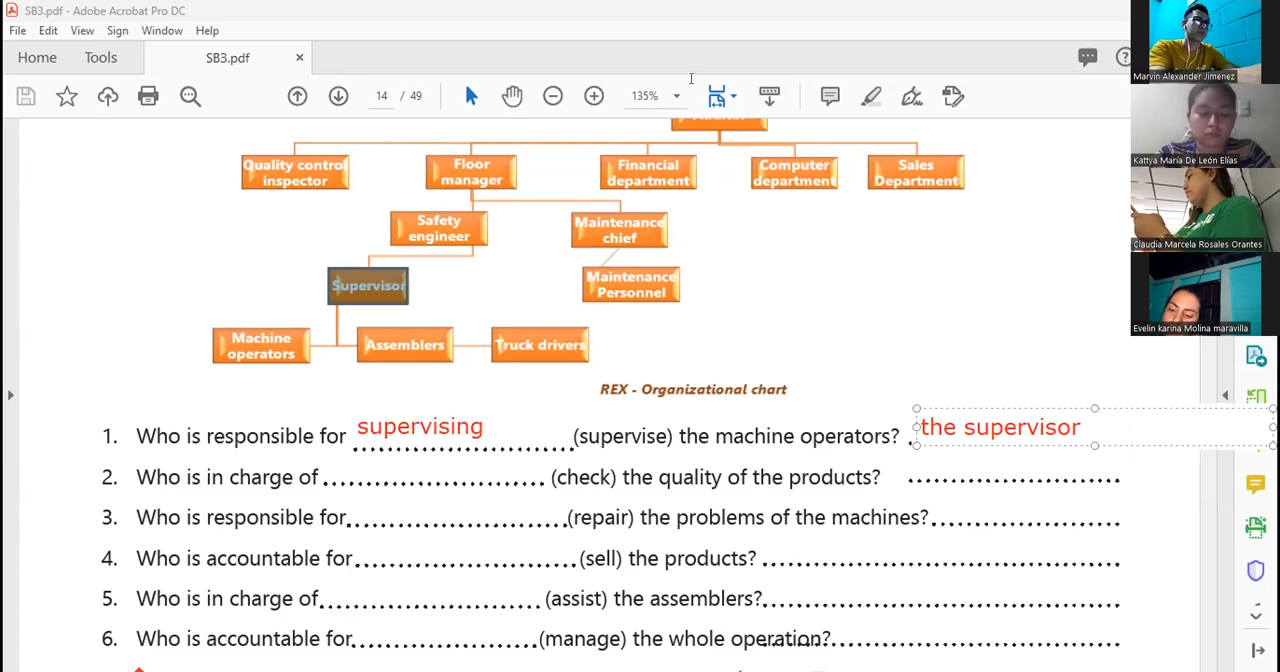 SB3.pdf - Adobe Acrobat Pro DC
File Edit View Sign Window Help
Home Tools SB3.pdf ×
14 / 49 135%
Marvin Alexander Jimenez
Kattya María De León Elías
Claudia Marcela Rosales Orantes
Evelin karina Molina maravilla
Quality control inspector
Floor manager
Financial department
Computer department
Sales Department
Safety engineer
Maintenance chief
Supervisor
Maintenance Personnel
Machine operators
Assemblers
Truck drivers
REX - Organizational chart
1. Who is responsible for supervising (supervise) the machine operators? the supervisor
2. Who is in charge of ............................ (check) the quality of the products? ............................
3. Who is responsible for............................(repair) the problems of the machines?............................
4. Who is accountable for............................(sell) the products?............................
5. Who is in charge of............................ (assist) the assemblers?............................
6. Who is accountable for............................(manage) the whole operation?............................